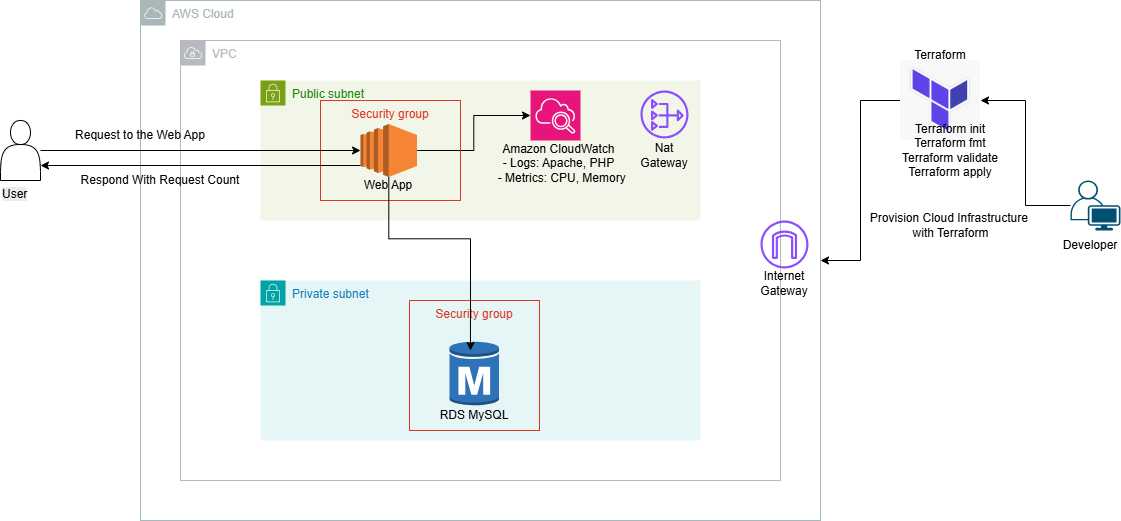 AWS Cloud
VPC
Public subnet
Security group
Web App
Amazon CloudWatch
- Logs: Apache, PHP
- Metrics: CPU, Memory
Nat
Gateway
Request to the Web App
Respond With Request Count
User
Private subnet
Security group
M
RDS MySQL
Internet
Gateway
Terraform
Terraform init
Terraform fmt
Terraform validate
Terraform apply
Provision Cloud Infrastructure
with Terraform
Developer